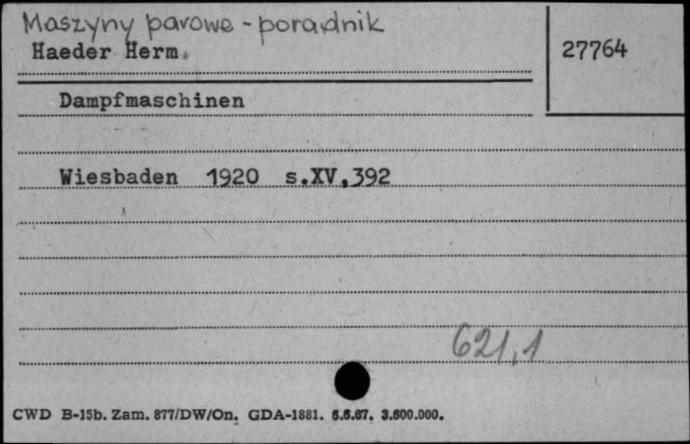 Maszyny parowe - poradnik
Haeder Herm.
27764
Dampfmaschinen
Wiesbaden 1920 s.XV,392
621,1
CWD B-15b. Zam. 877/DW/On. GDA-1881. 6.6.67. 3.600.000.